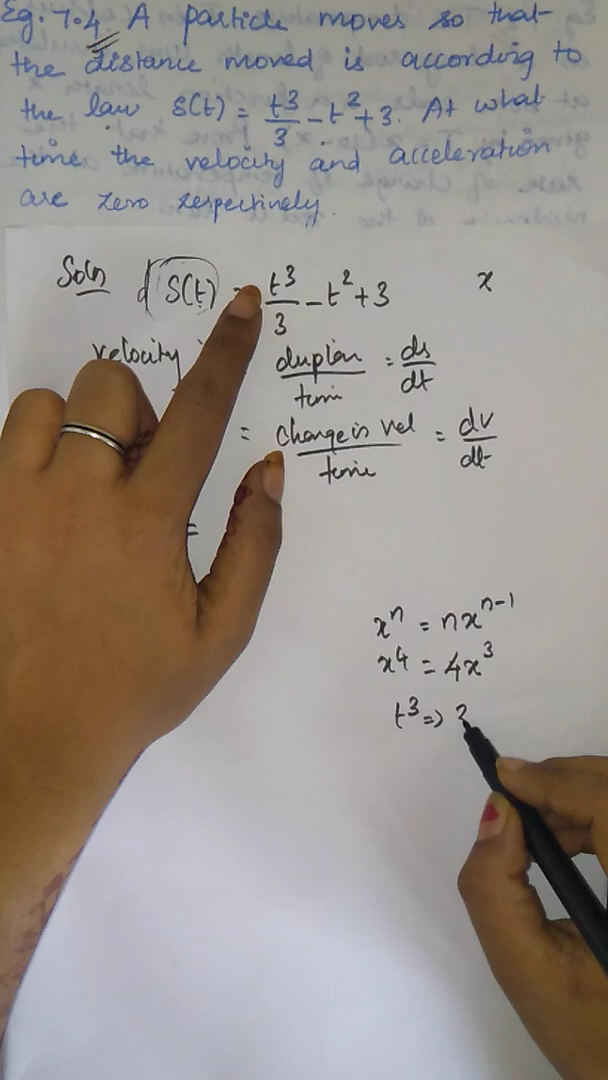 Eg. 7.4 A particle moves so that
the distance moved is according to
the law S(t) = t³/3 - t² + 3. At what
time the velocity and acceleration
are zero respectively.
Soln d S(t) = t³/3 - t² + 3 x
velocity = ds/dt
time
= change in vel / time = dv/dt
=
xⁿ = nxⁿ⁻¹
x⁴ = 4x³
t³ => 3